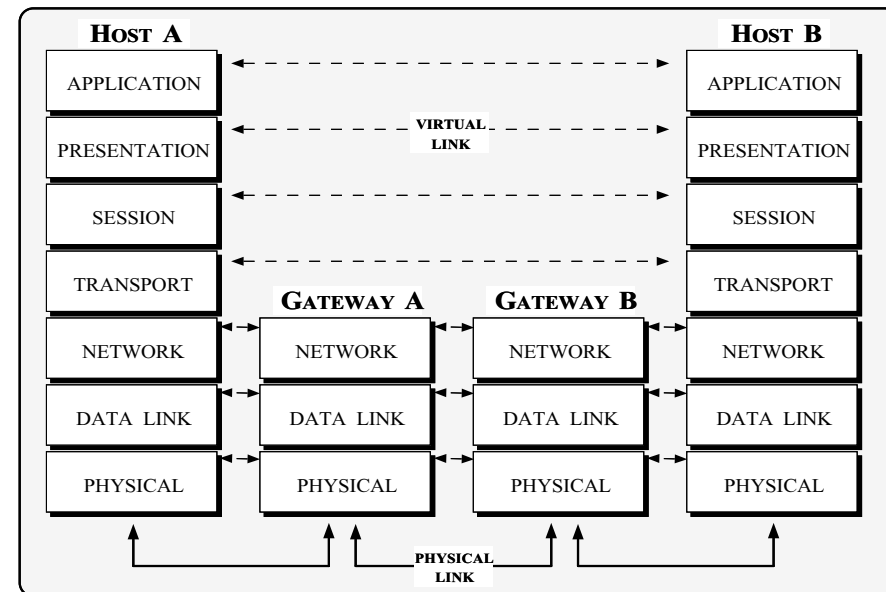 HOST A
HOST B
APPLICATION
APPLICATION
VIRTUAL
LINK
PRESENTATION
PRESENTATION
SESSION
SESSION
TRANSPORT
TRANSPORT
GATEWAY A
GATEWAY B
NETWORK
NETWORK
NETWORK
NETWORK
DATA LINK
DATA LINK
DATA LINK
DATA LINK
PHYSICAL
PHYSICAL
PHYSICAL
PHYSICAL
PHYSICAL
LINK